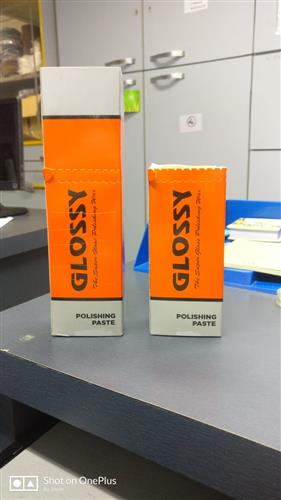 GLOSSY
The Super Gloss Polishing Wax
POLISHING
PASTE
GLOSSY
The Super Gloss Polishing Wax
POLISHING
PASTE
Shot on OnePlus